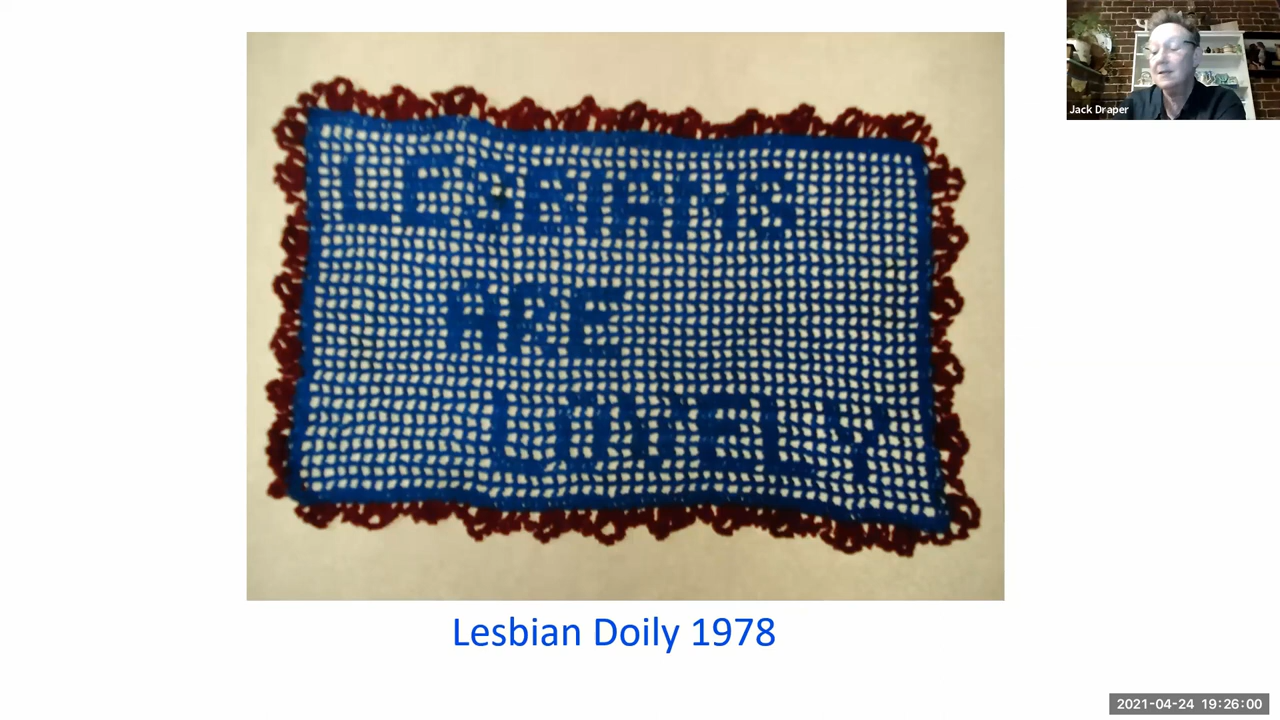 LESBIANS
ARE
LOVELY
Lesbian Doily 1978
Jack Draper
2021-04-24 19:26:00